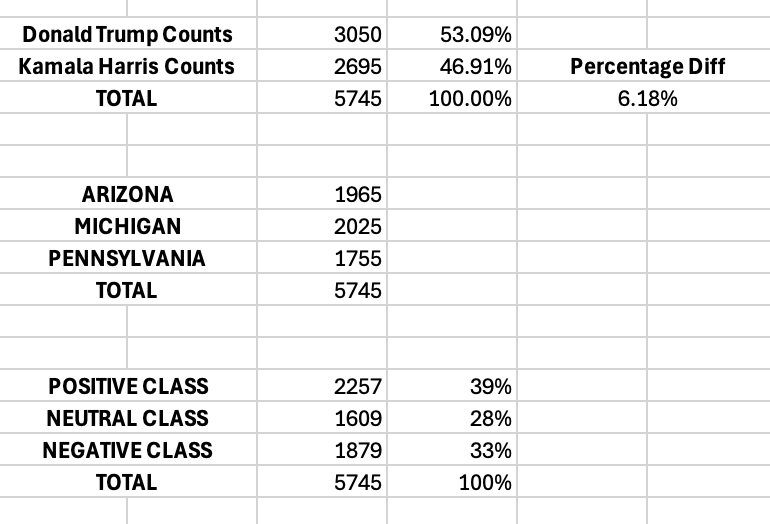 Donald Trump Counts 3050 53.09%
Kamala Harris Counts 2695 46.91% Percentage Diff
TOTAL 5745 100.00% 6.18%
ARIZONA 1965
MICHIGAN 2025
PENNSYLVANIA 1755
TOTAL 5745
POSITIVE CLASS 2257 39%
NEUTRAL CLASS 1609 28%
NEGATIVE CLASS 1879 33%
TOTAL 5745 100%